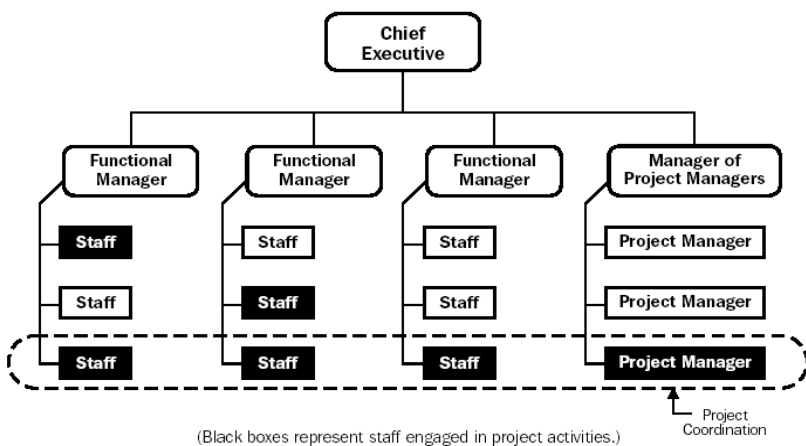 Chief
Executive
Functional
Manager
Functional
Manager
Functional
Manager
Manager of
Project Managers
Staff
Staff
Staff
Project Manager
Staff
Staff
Staff
Project Manager
Staff
Staff
Staff
Project Manager
Project
Coordination
(Black boxes represent staff engaged in project activities.)